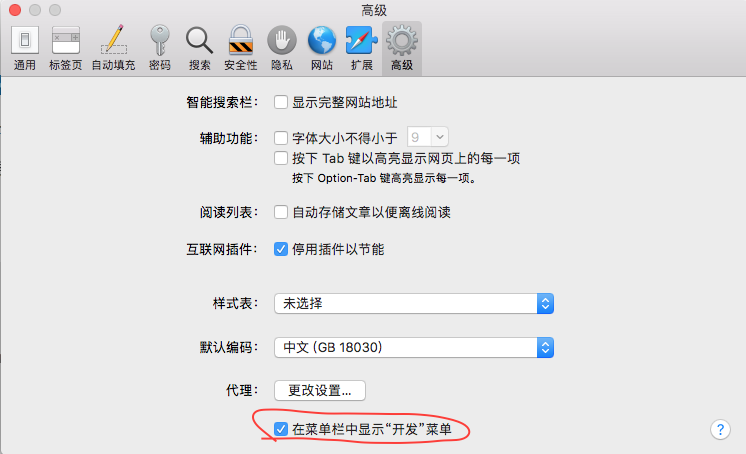 高级
通用 标签页 自动填充 密码 搜索 安全性 隐私 网站 扩展 高级
智能搜索栏： 显示完整网站地址
辅助功能： 字体大小不得小于 9
按下 Tab 键以高亮显示网页上的每一项
按下 Option-Tab 键高亮显示每一项。
阅读列表： 自动存储文章以便离线阅读
互联网插件： 停用插件以节能
样式表： 未选择
默认编码： 中文 (GB 18030)
代理： 更改设置...
在菜单栏中显示“开发”菜单
?